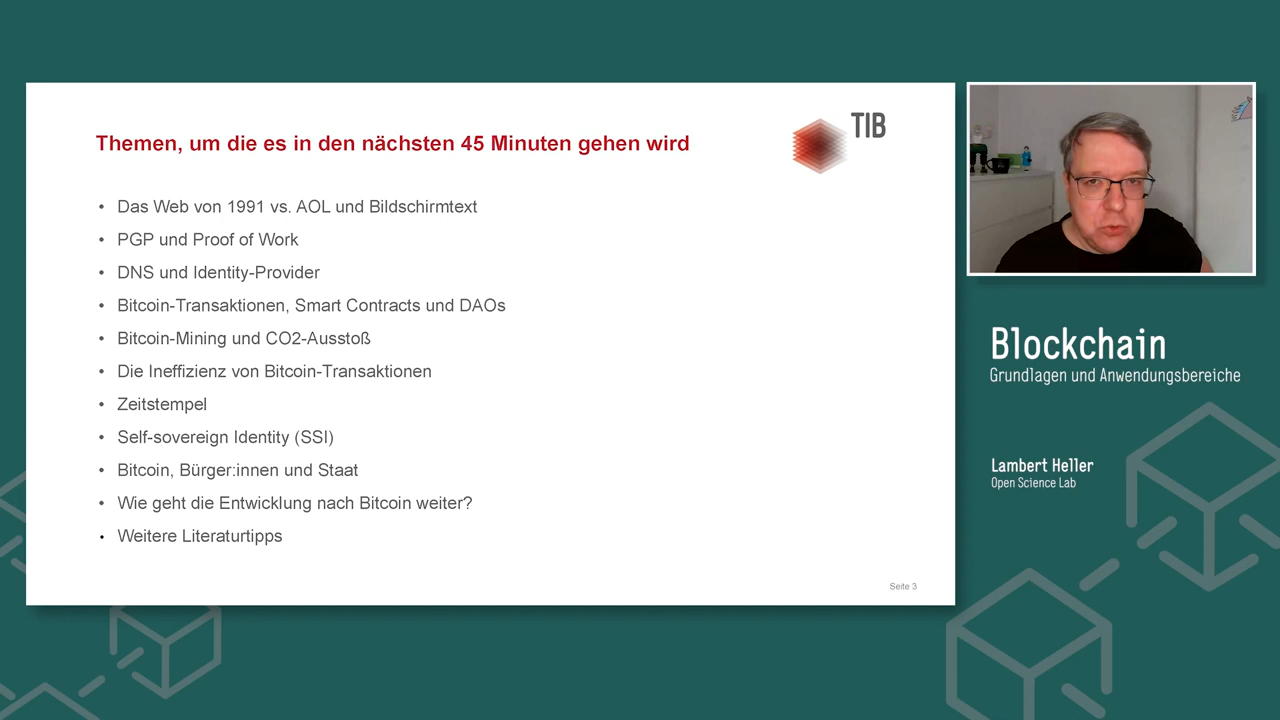 Themen, um die es in den nächsten 45 Minuten gehen wird
TIB
• Das Web von 1991 vs. AOL und Bildschirmtext
• PGP und Proof of Work
• DNS und Identity-Provider
• Bitcoin-Transaktionen, Smart Contracts und DAOs
• Bitcoin-Mining und CO2-Ausstoß
• Die Ineffizienz von Bitcoin-Transaktionen
• Zeitstempel
• Self-sovereign Identity (SSI)
• Bitcoin, Bürger:innen und Staat
• Wie geht die Entwicklung nach Bitcoin weiter?
• Weitere Literaturtipps
Seite 3
Blockchain
Grundlagen und Anwendungsbereiche
Lambert Heller
Open Science Lab